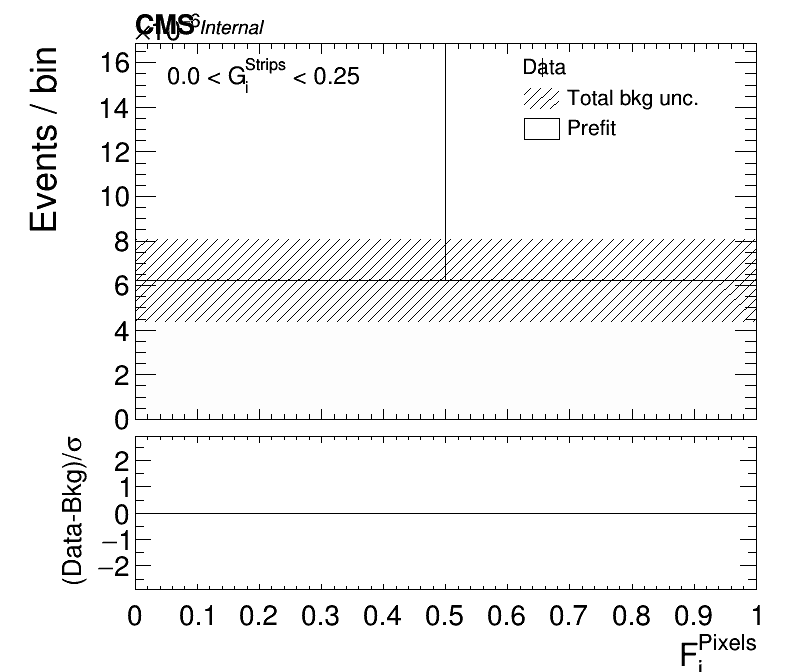 CMS Internal
×10⁻⁶
Events / bin
0.0 < G_i^Strips < 0.25
Data
Total bkg unc.
Prefit
16
14
12
10
8
6
4
2
0
(Data-Bkg)/σ
2
1
0
−1
−2
0 0.1 0.2 0.3 0.4 0.5 0.6 0.7 0.8 0.9 1
F_i^Pixels